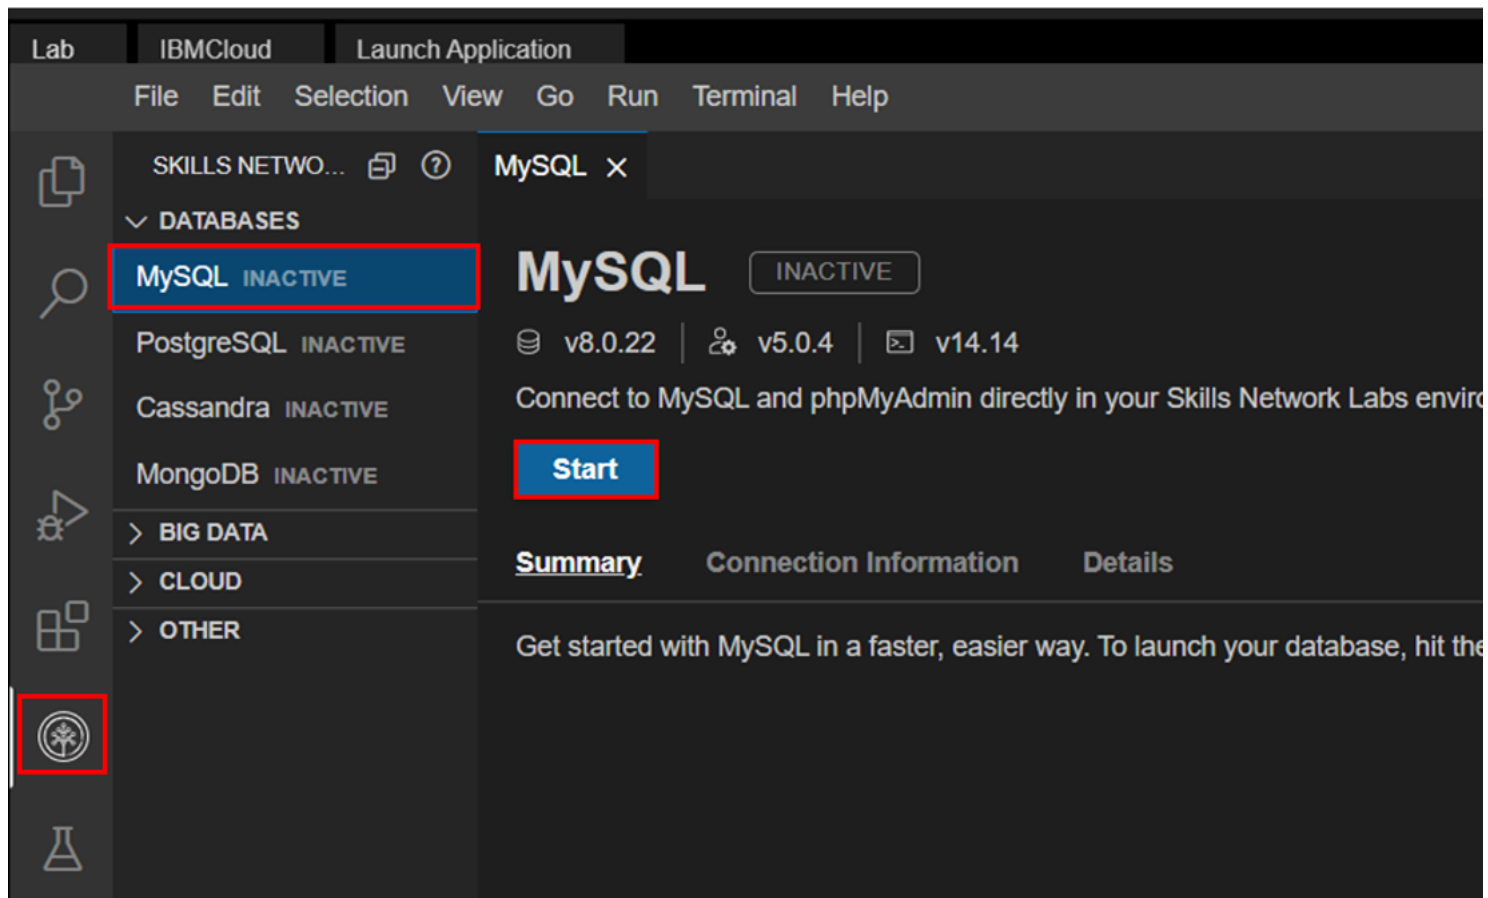 Lab IBMCloud Launch Application
File Edit Selection View Go Run Terminal Help
SKILLS NETWO...
MySQL
DATABASES
MySQL INACTIVE
PostgreSQL INACTIVE
Cassandra INACTIVE
MongoDB INACTIVE
BIG DATA
CLOUD
OTHER
MySQL INACTIVE
v8.0.22 v5.0.4 v14.14
Connect to MySQL and phpMyAdmin directly in your Skills Network Labs
Start
Summary Connection Information Details
Get started with MySQL in a faster, easier way. To launch your database, hit the